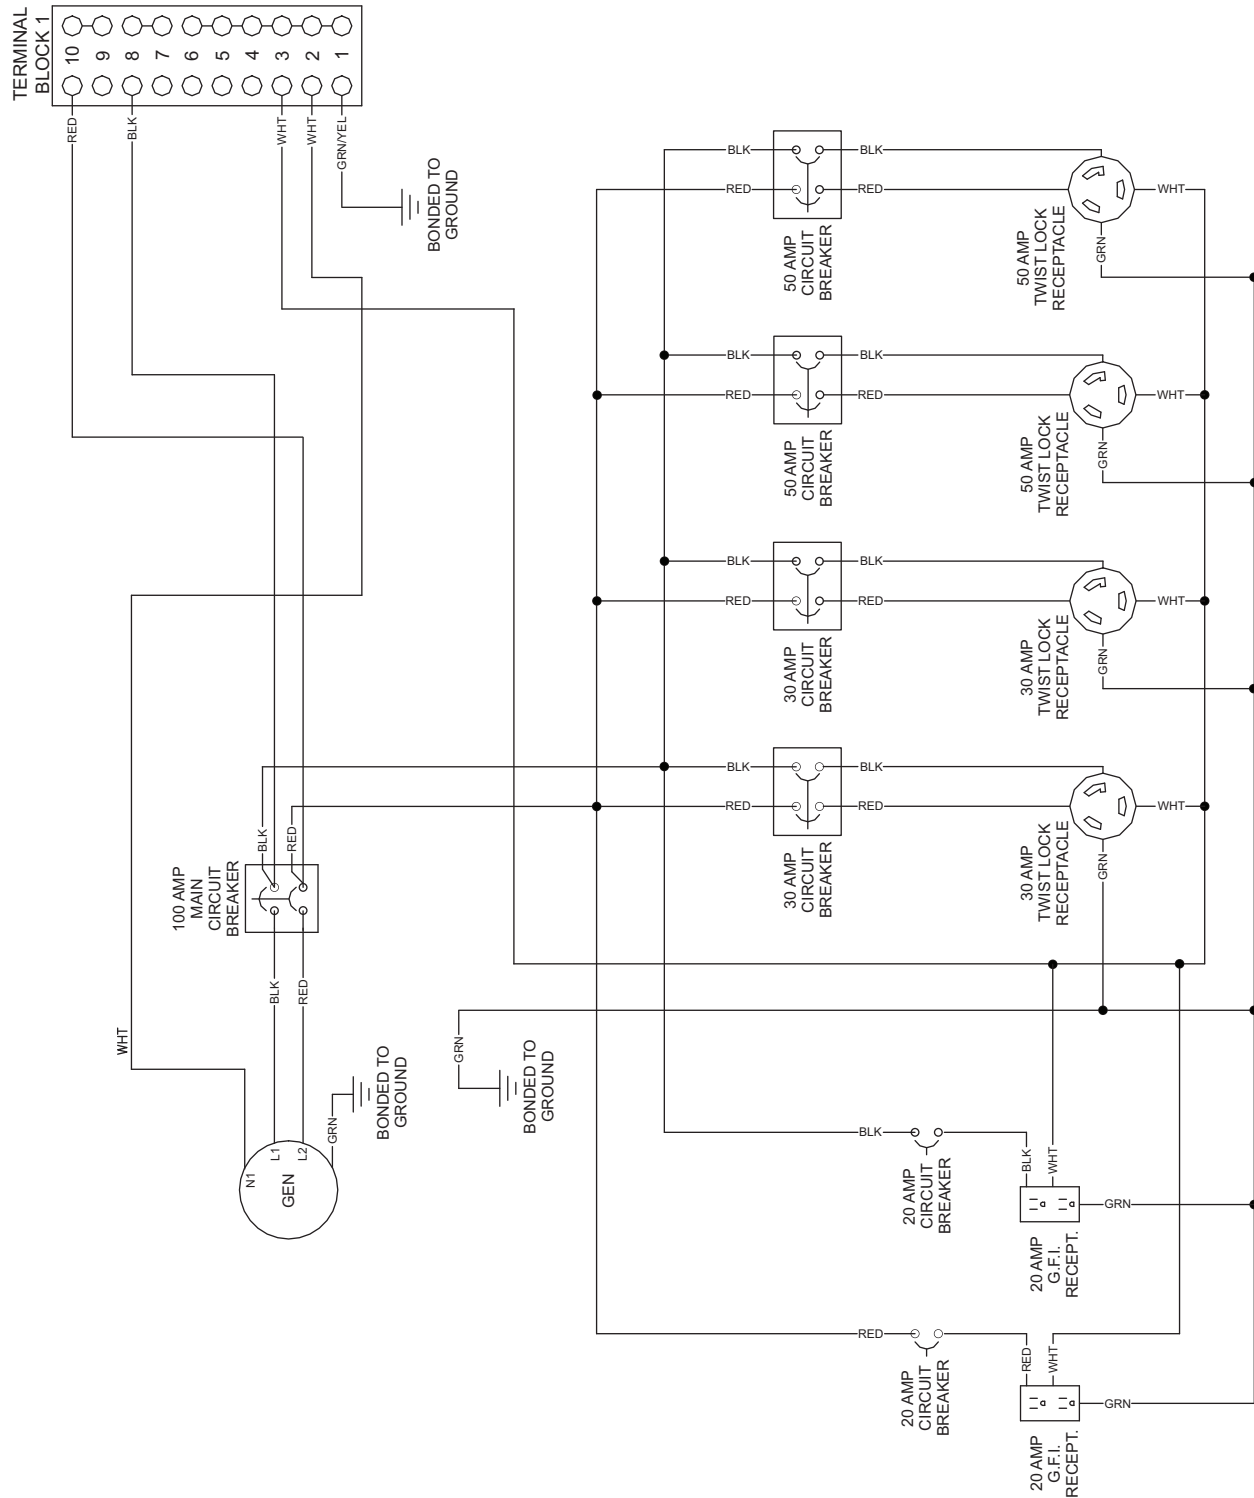 TERMINAL
BLOCK 1
10
9
8
7
6
5
4
3
2
1
RED
BLK
WHT
WHT
GRN/YEL
BONDED TO
GROUND
BLK
BLK
RED
RED
WHT
GRN
50 AMP
CIRCUIT
BREAKER
50 AMP
TWIST LOCK
RECEPTACLE
BLK
BLK
RED
RED
WHT
GRN
50 AMP
CIRCUIT
BREAKER
50 AMP
TWIST LOCK
RECEPTACLE
BLK
BLK
RED
RED
WHT
GRN
30 AMP
CIRCUIT
BREAKER
30 AMP
TWIST LOCK
RECEPTACLE
BLK
BLK
RED
RED
WHT
GRN
30 AMP
CIRCUIT
BREAKER
30 AMP
TWIST LOCK
RECEPTACLE
BLK
RED
100 AMP
MAIN
CIRCUIT
BREAKER
BLK
RED
WHT
N1
L1
L2
GEN
GRN
BONDED TO
GROUND
GRN
BONDED TO
GROUND
BLK
BLK
WHT
GRN
20 AMP
CIRCUIT
BREAKER
20 AMP
G.F.I.
RECEPT.
RED
RED
WHT
GRN
20 AMP
CIRCUIT
BREAKER
20 AMP
G.F.I.
RECEPT.